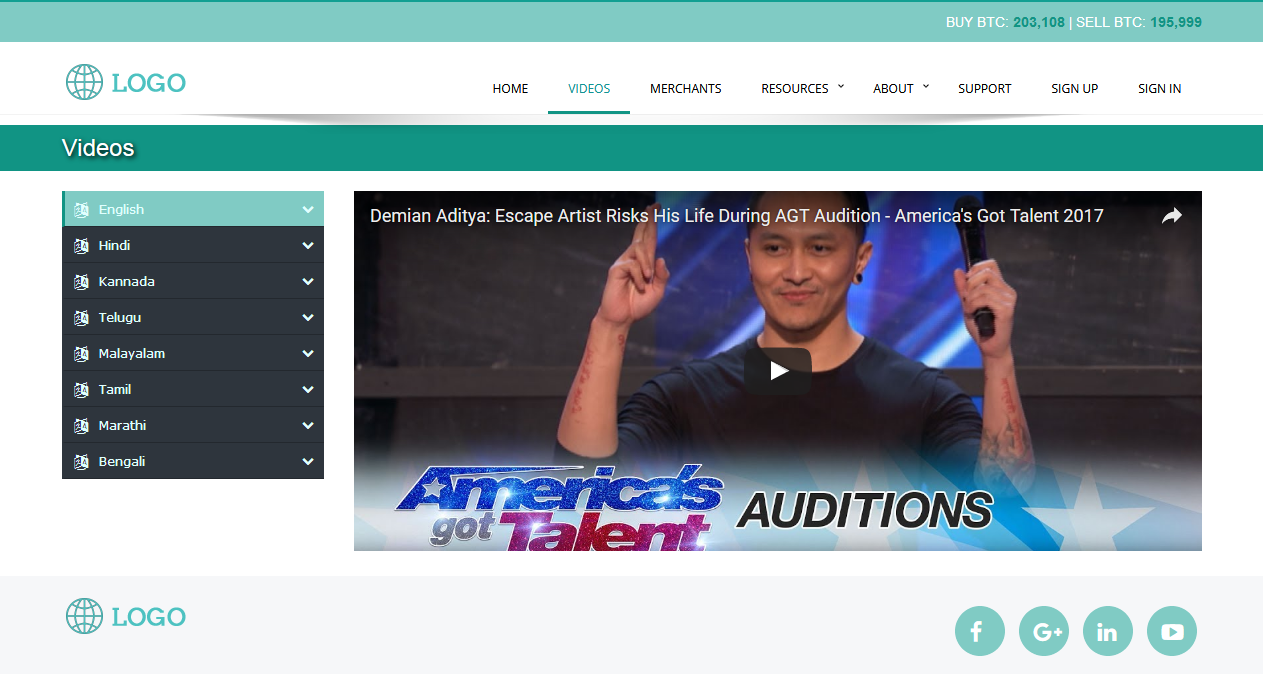 BUY BTC: 203,108 | SELL BTC: 195,999
LOGO
HOME VIDEOS MERCHANTS RESOURCES ABOUT SUPPORT SIGN UP SIGN IN
Videos
English
Hindi
Kannada
Telugu
Malayalam
Tamil
Marathi
Bengali
Demian Aditya: Escape Artist Risks His Life During AGT Audition - America's Got Talent 2017
America's
got Talent
AUDITIONS
LOGO